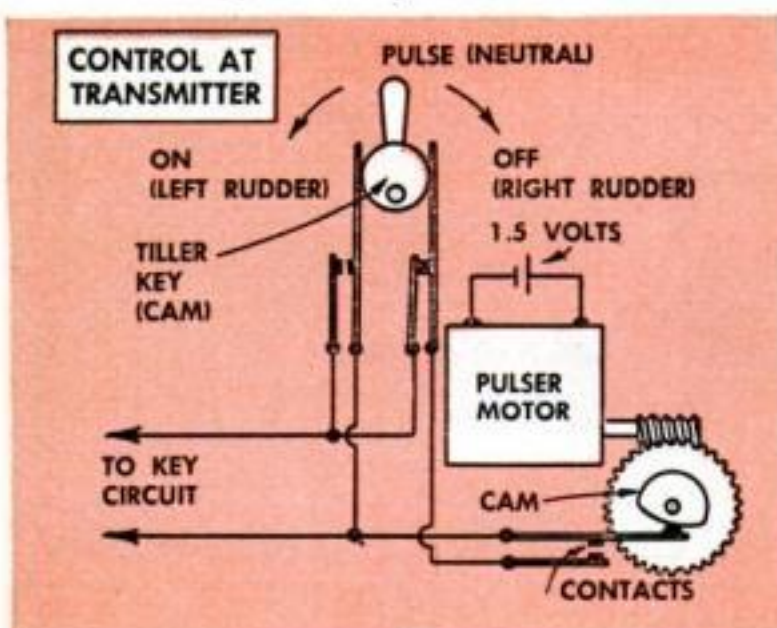 CONTROL AT
TRANSMITTER
PULSE (NEUTRAL)
ON
(LEFT RUDDER)
OFF
(RIGHT RUDDER)
TILLER
KEY
(CAM)
1.5 VOLTS
PULSER
MOTOR
TO KEY
CIRCUIT
CAM
CONTACTS